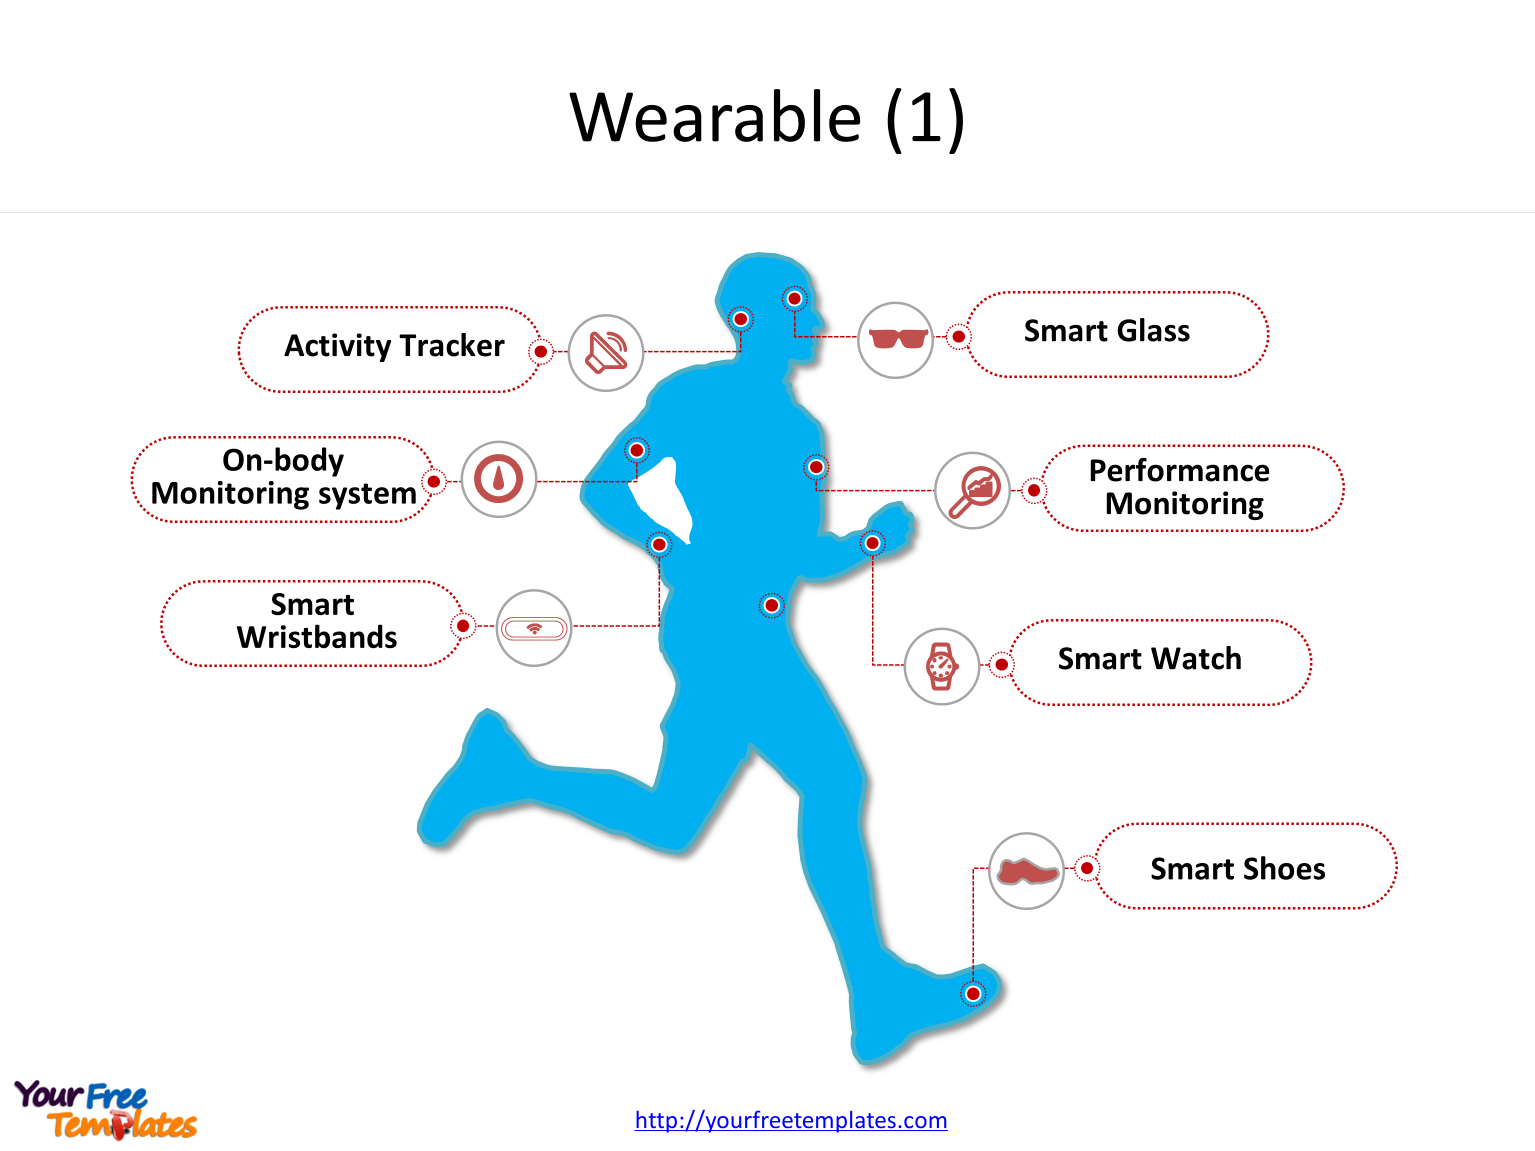 Wearable (1)
Activity Tracker
Smart Glass
On-body
Monitoring system
Performance
Monitoring
Smart
Wristbands
Smart Watch
Smart Shoes
Your Free
Templates
http://yourfreetemplates.com